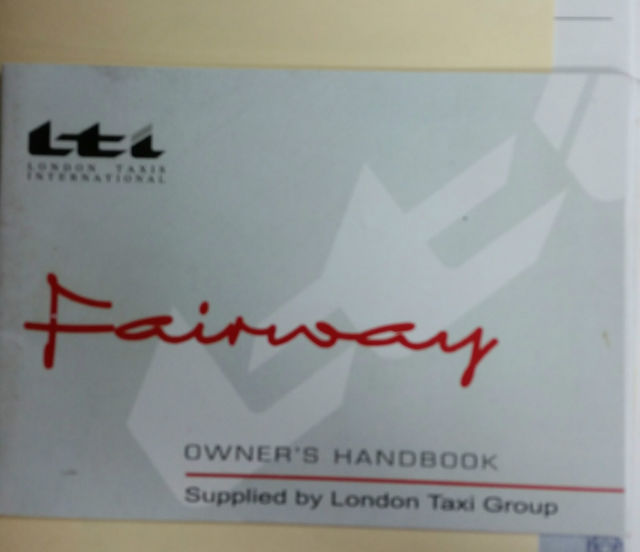 lti
LONDON TAXIS
INTERNATIONAL
Fairway
OWNER'S HANDBOOK
Supplied by London Taxi Group